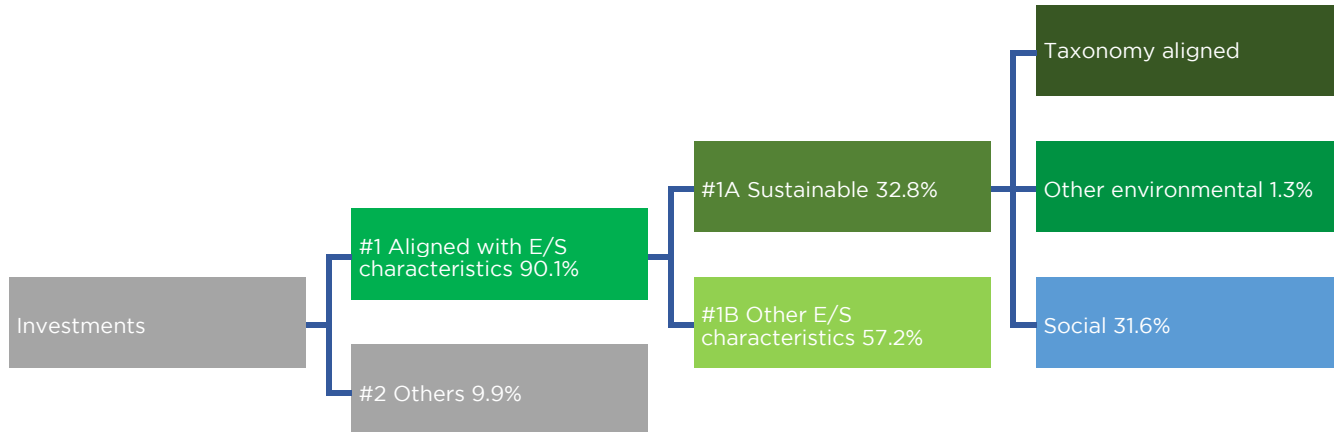 Investments
#1 Aligned with E/S
characteristics 90.1%
#2 Others 9.9%
#1A Sustainable 32.8%
#1B Other E/S
characteristics 57.2%
Taxonomy aligned
Other environmental 1.3%
Social 31.6%